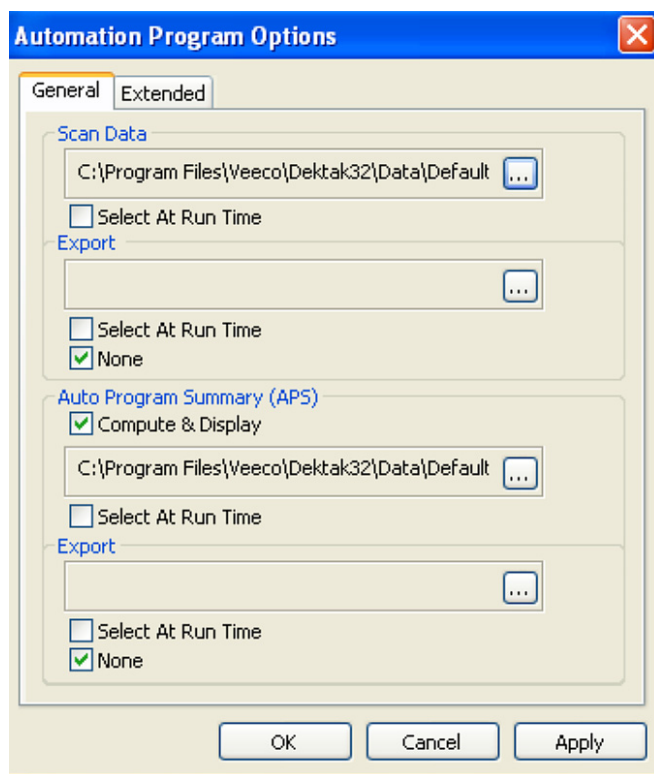 Automation Program Options
General Extended
Scan Data
C:\Program Files\Veeco\Dektak32\Data\Default ...
Select At Run Time
Export
...
Select At Run Time
None
Auto Program Summary (APS)
Compute & Display
C:\Program Files\Veeco\Dektak32\Data\Default ...
Select At Run Time
Export
...
Select At Run Time
None
OK Cancel Apply